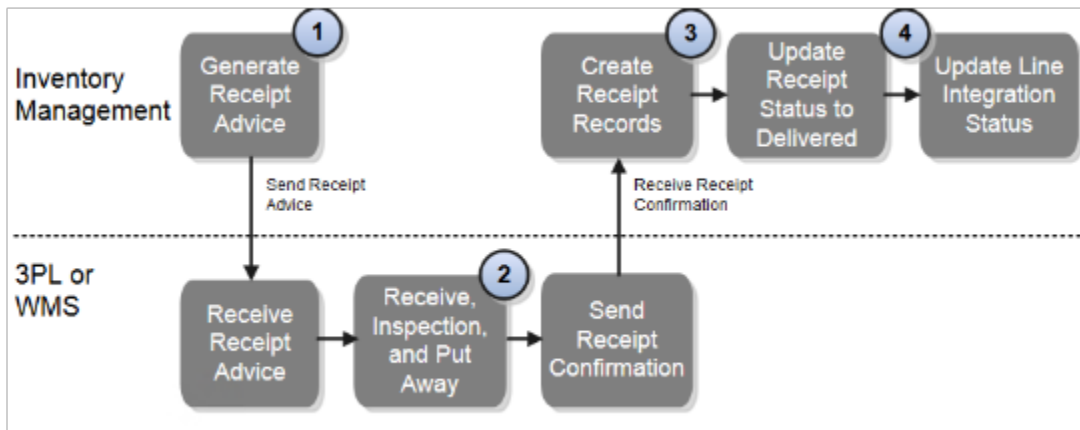 Inventory
Management
1
Generate
Receipt
Advice
3
Create
Receipt
Records
Update
Receipt
Status to
Delivered
4
Update Line
Integration
Status
Send Receipt
Advice
Receive Receipt
Confirmation
3PL or
WMS
Receive
Receipt
Advice
2
Receive,
Inspection,
and Put
Away
Send
Receipt
Confirmation